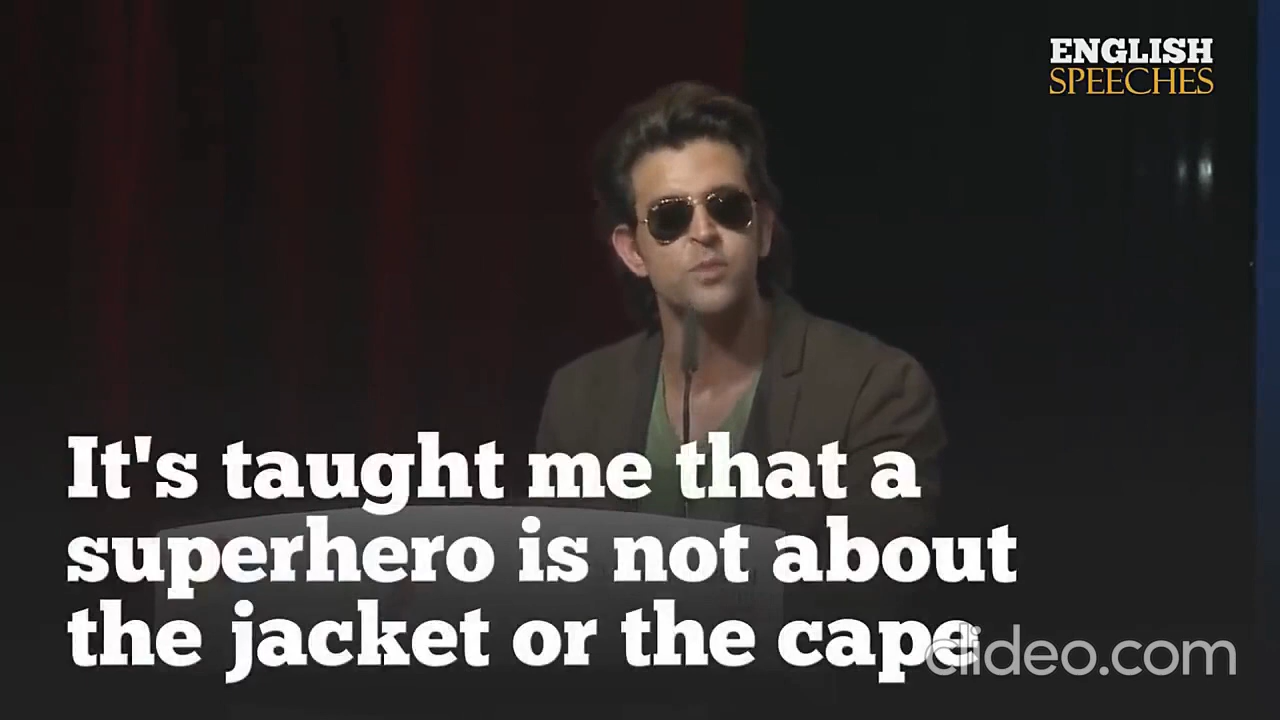 ENGLISH
SPEECHES
It's taught me that a
superhero is not about
the jacket or the cape
clideo.com